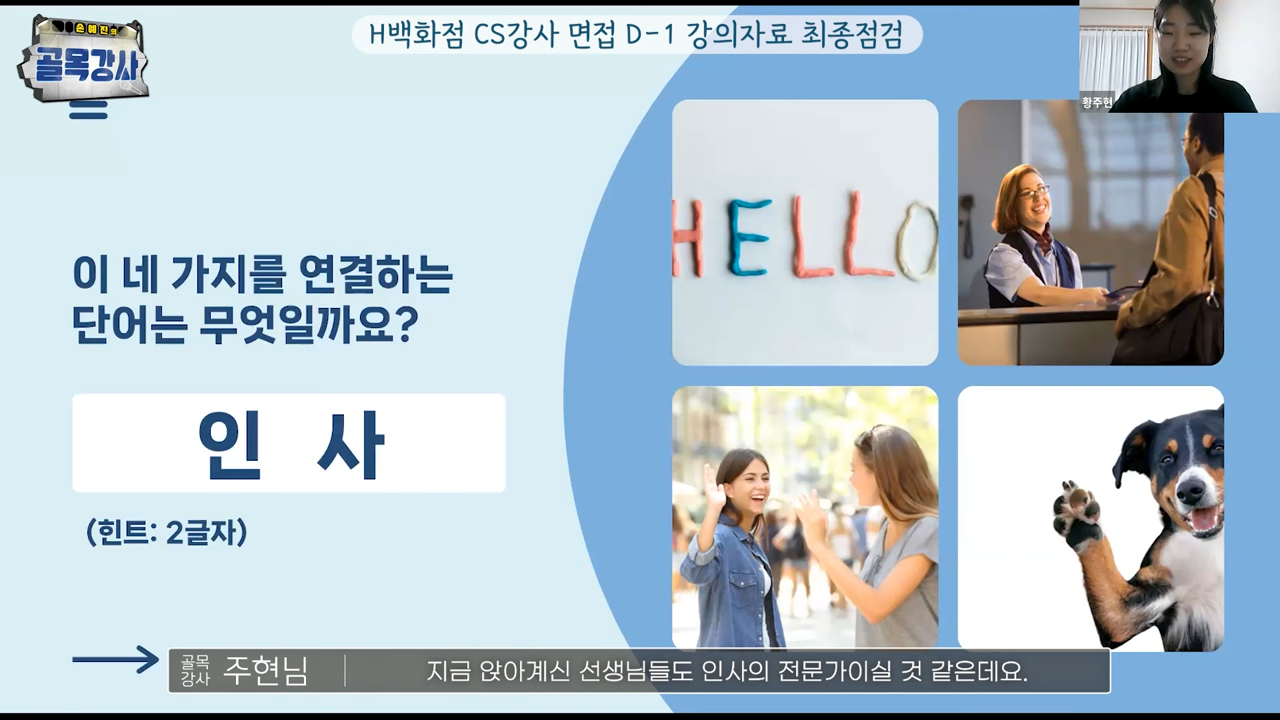 손예진의
골목강사
H백화점 CS강사 면접 D-1 강의자료 최종점검
황주현
HELLO
이 네 가지를 연결하는
단어는 무엇일까요?
인 사
(힌트: 2글자)
골목
강사
주현님
지금 앉아계신 선생님들도 인사의 전문가이실 것 같은데요.